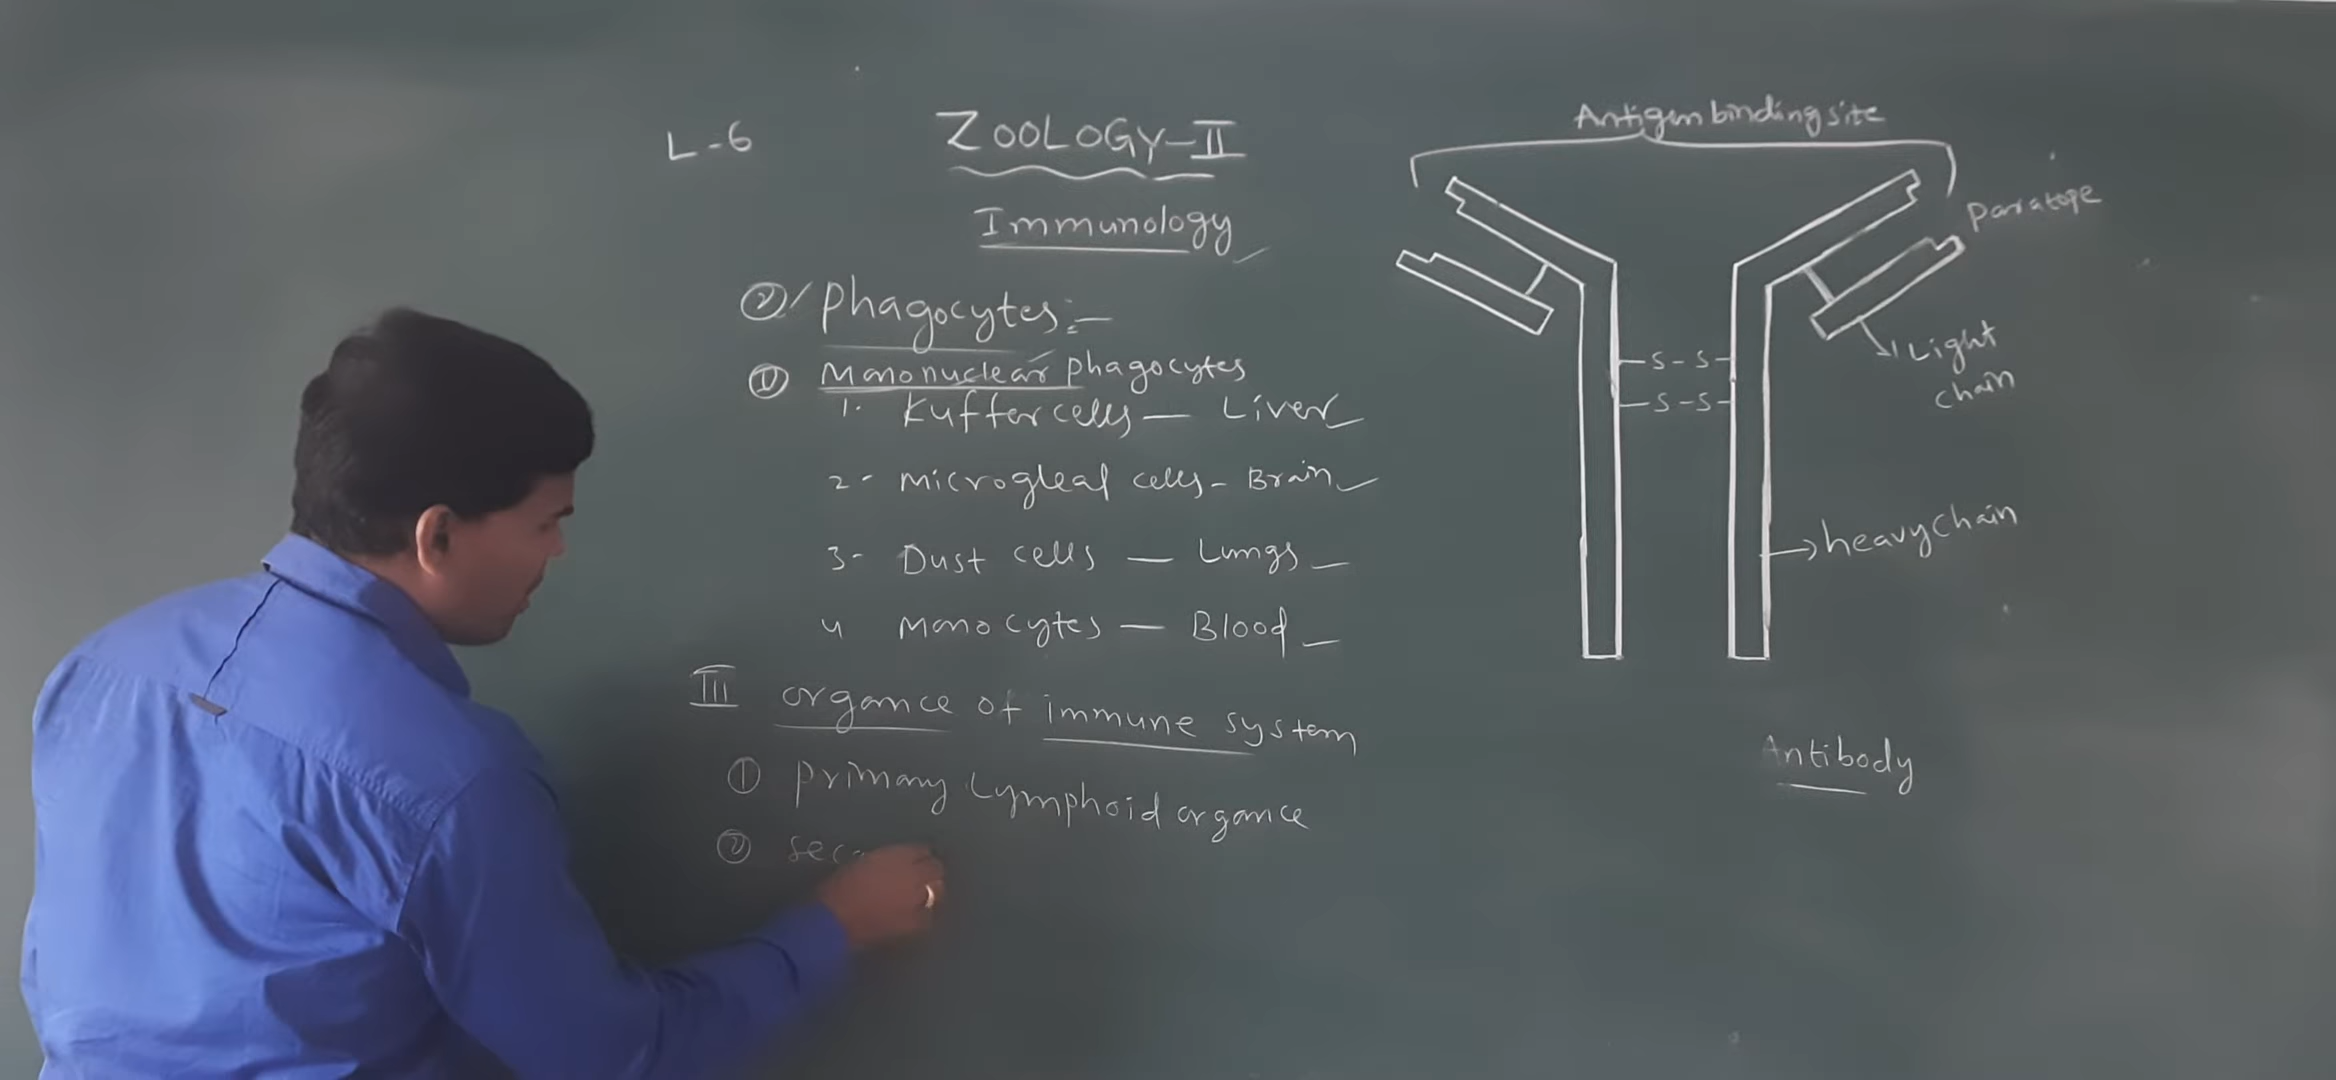 L-6
ZOOLOGY-II
Immunology
② phagocytes:-
① Mononuclear phagocytes
1. Kuffer cells — Liver
2- Microgleal cells - Brain
3- Dust cells — Lungs
4 Monocytes — Blood
III organce of immune system
① primary Lymphoid organce
② seco
Antigen binding site
paratope
Light
chain
S-S
S-S
heavy chain
Antibody